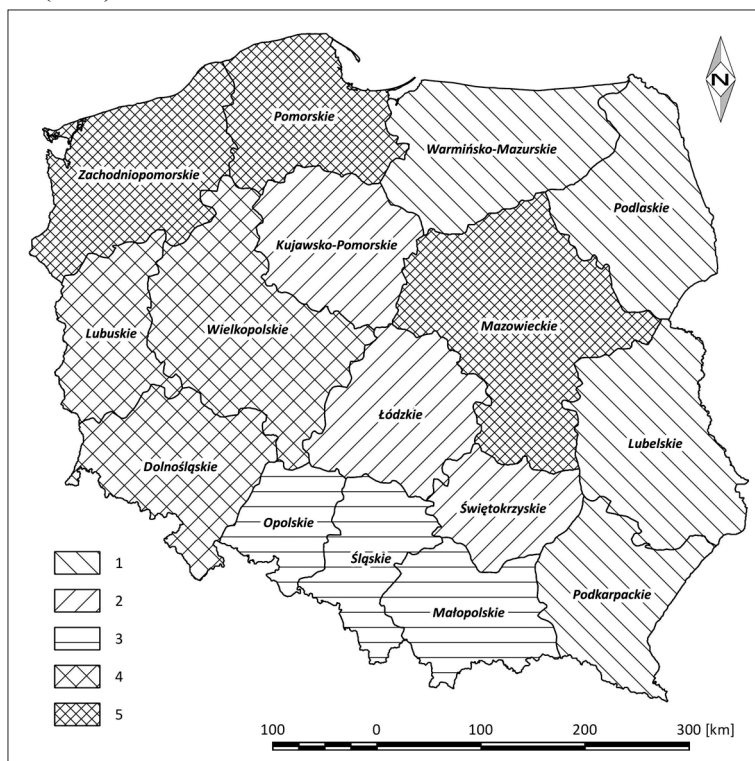 N
Pomorskie
Zachodniopomorskie
Warmińsko-Mazurskie
Podlaskie
Kujawsko-Pomorskie
Lubuskie
Wielkopolskie
Mazowieckie
Łódzkie
Lubelskie
Dolnośląskie
Świętokrzyskie
Opolskie
Śląskie
Podkarpackie
Małopolskie
1
2
3
4
5
100 0 100 200 300 [km]